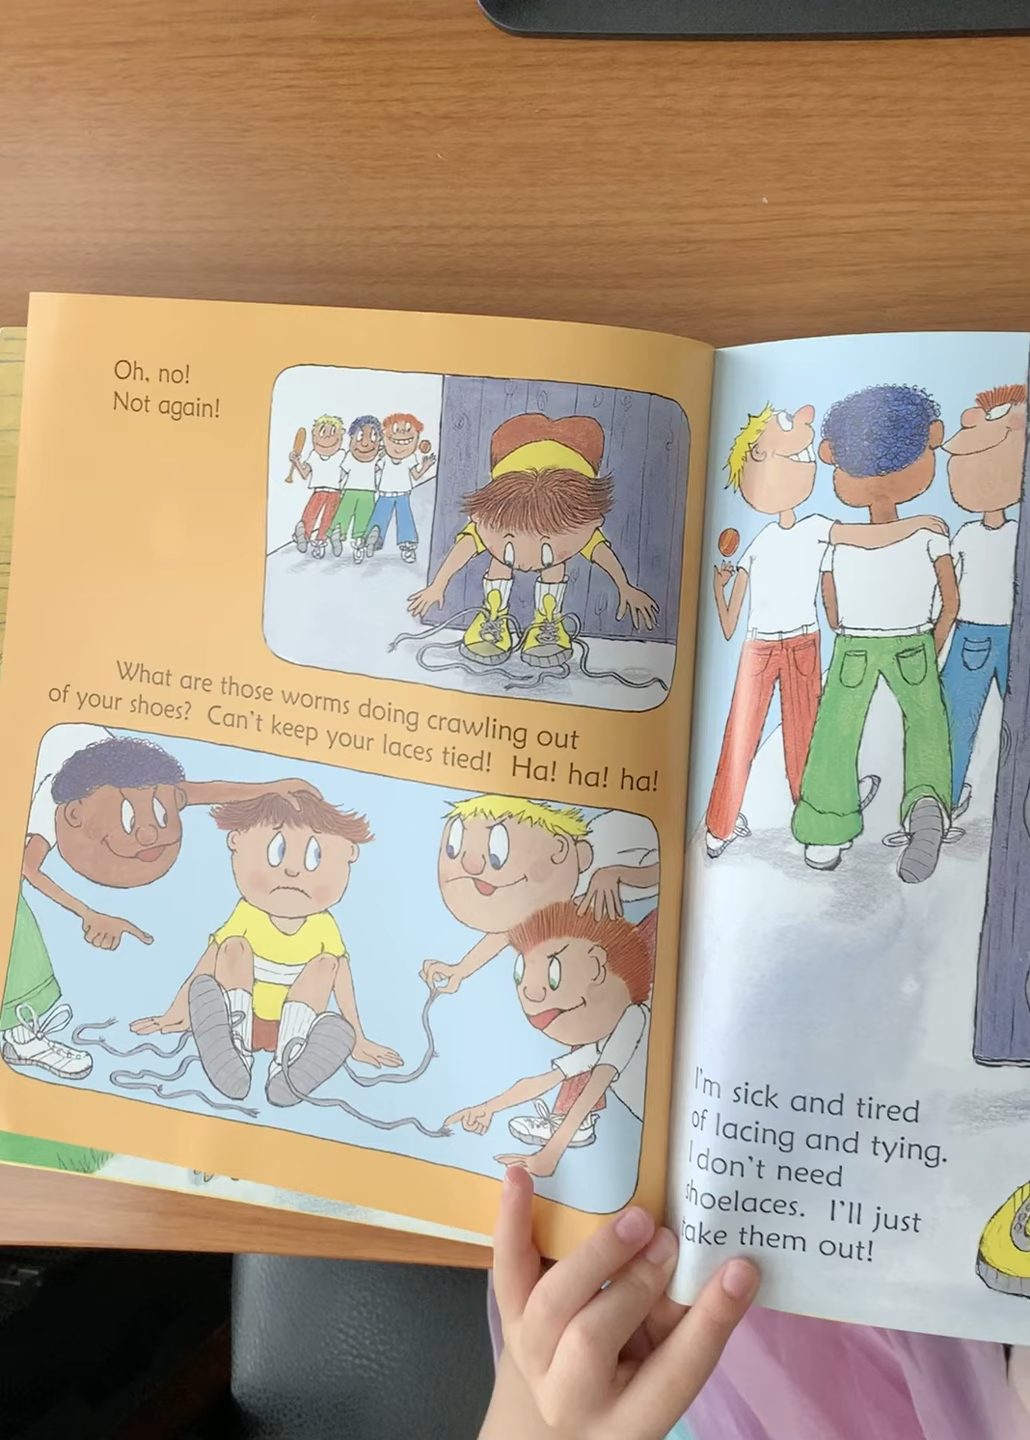 Oh, no!
Not again!
What are those worms doing crawling out
of your shoes? Can't keep your laces tied! Ha! ha! ha!
I'm sick and tired
of lacing and tying.
I don't need
shoelaces. I'll just
take them out!